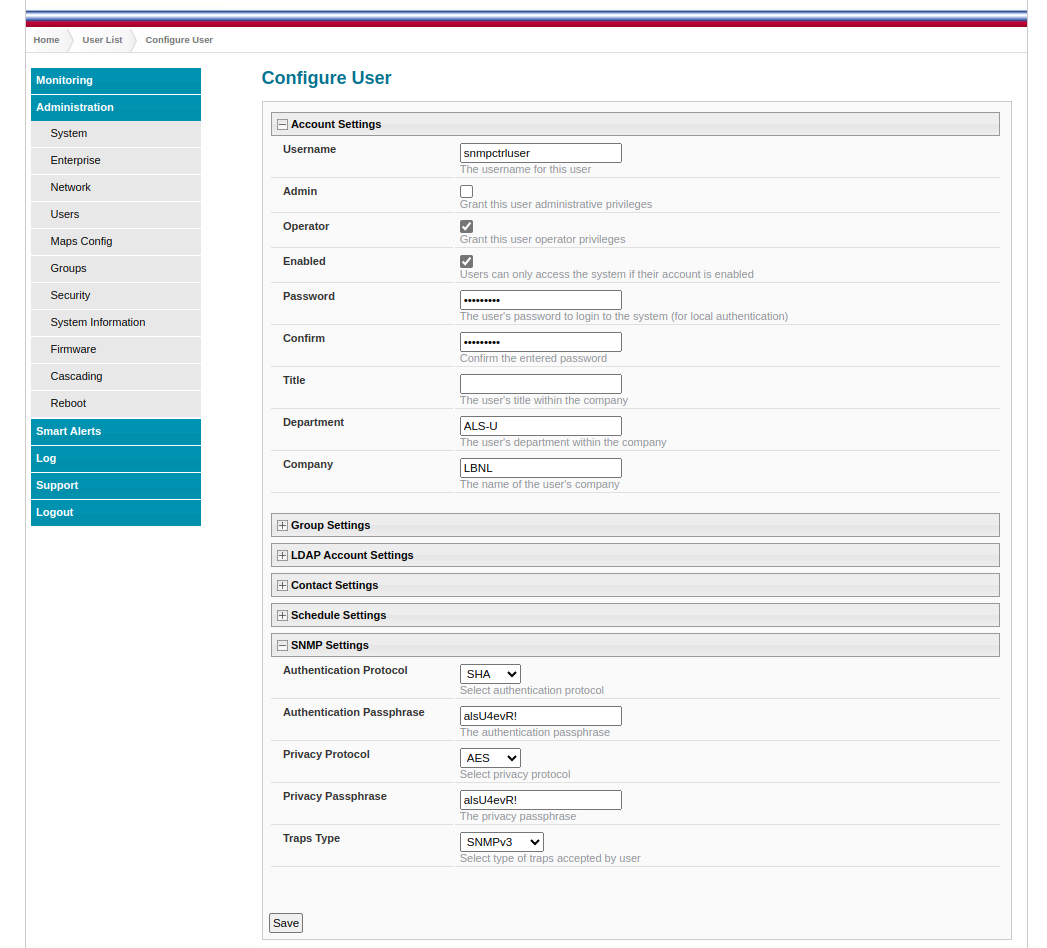 Home User List Configure User
Monitoring
Administration
System
Enterprise
Network
Users
Maps Config
Groups
Security
System Information
Firmware
Cascading
Reboot
Smart Alerts
Log
Support
Logout
Configure User
Account Settings
Username snmpctrluser
The username for this user
Admin
Grant this user administrative privileges
Operator
Grant this user operator privileges
Enabled
Users can only access the system if their account is enabled
Password •••••••••
The user's password to login to the system (for local authentication)
Confirm •••••••••
Confirm the entered password
Title
The user's title within the company
Department ALS-U
The user's department within the company
Company LBNL
The name of the user's company
Group Settings
LDAP Account Settings
Contact Settings
Schedule Settings
SNMP Settings
Authentication Protocol SHA
Select authentication protocol
Authentication Passphrase alsU4evR!
The authentication passphrase
Privacy Protocol AES
Select privacy protocol
Privacy Passphrase alsU4evR!
The privacy passphrase
Traps Type SNMPv3
Select type of traps accepted by user
Save